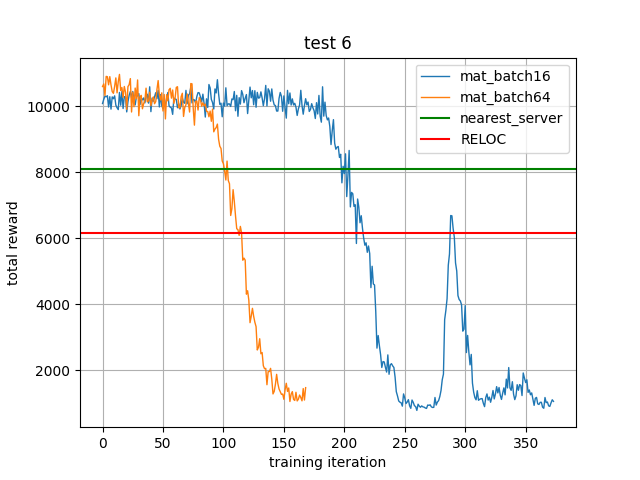 test 6
mat_batch16
mat_batch64
nearest_server
RELOC
total reward
10000
8000
6000
4000
2000
0 50 100 150 200 250 300 350
training iteration